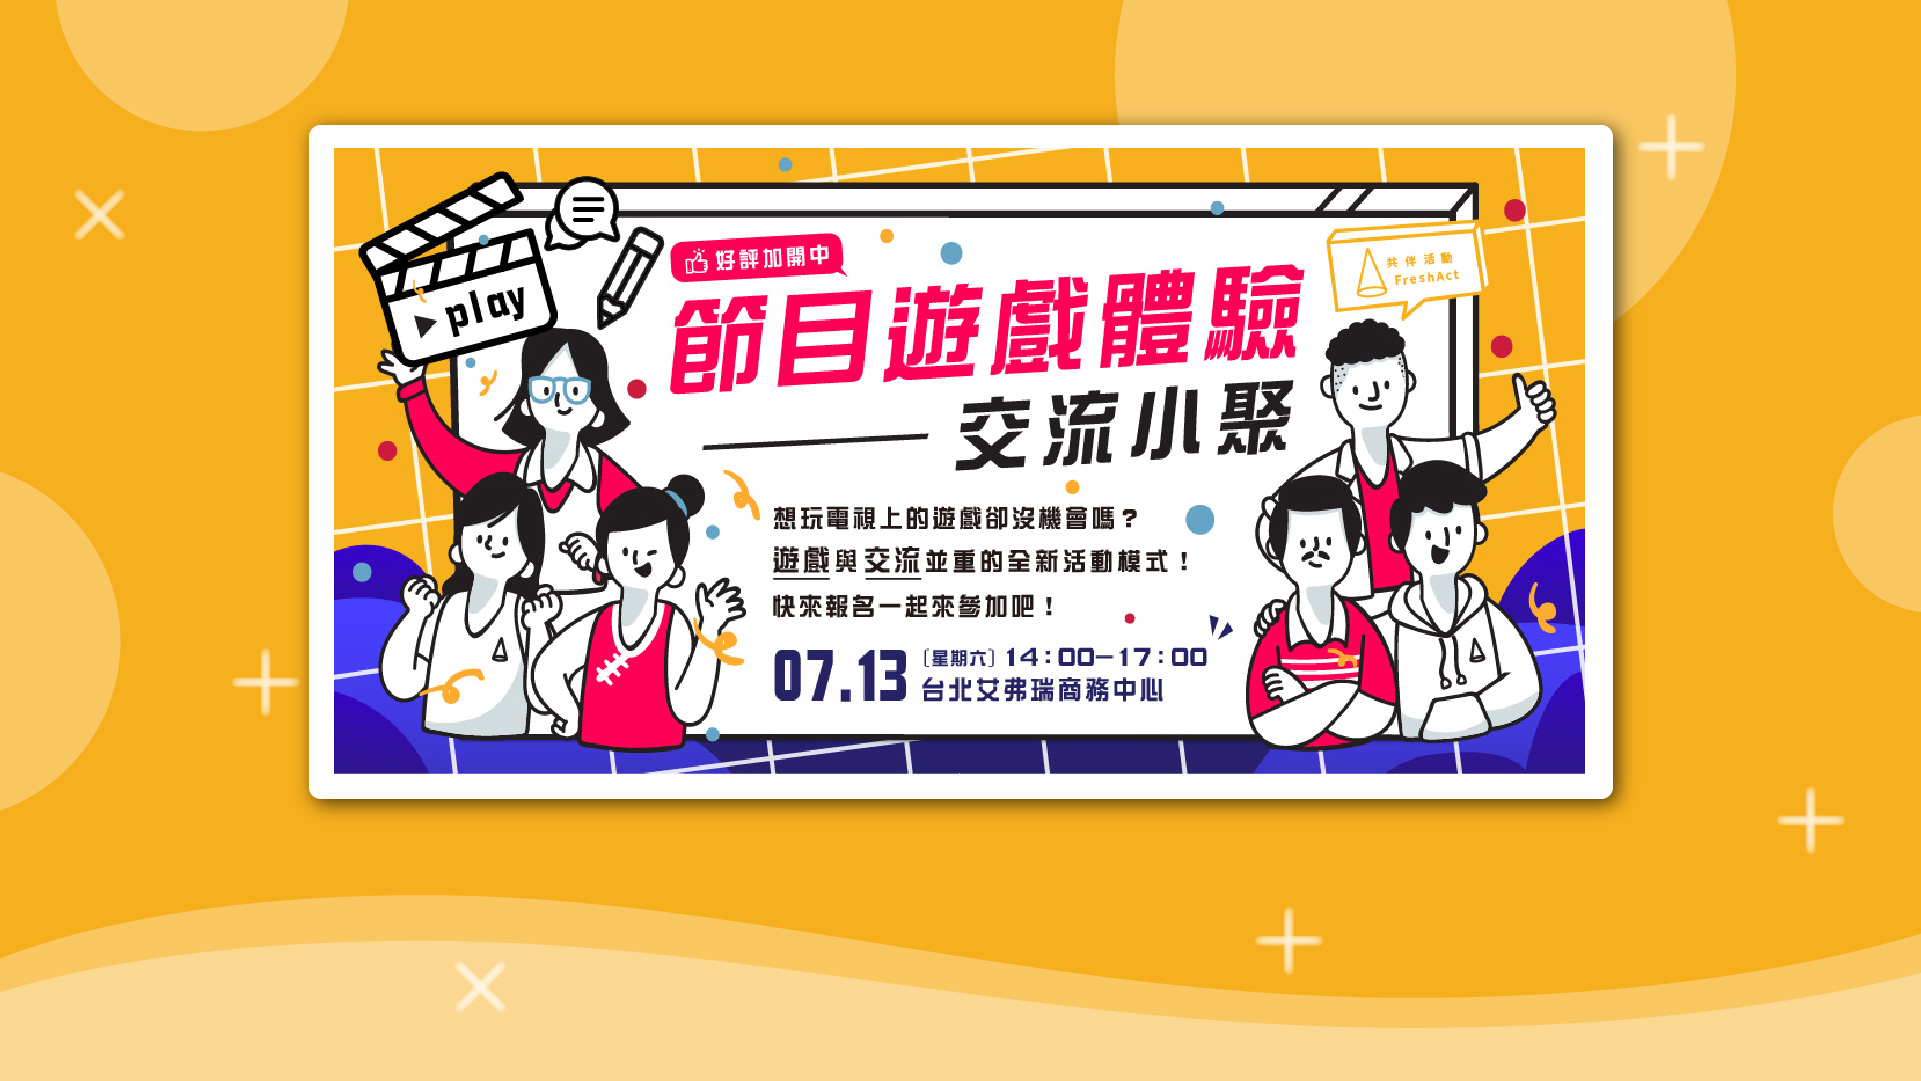 play
好評加開中
共伴活動
FreshAct
節目遊戲體驗
交流小聚
想玩電視上的遊戲卻沒機會嗎？
遊戲與交流並重的全新活動模式！
快來報名一起來參加吧！
07.13 [星期六] 14:00-17:00
台北艾弗瑞商務中心